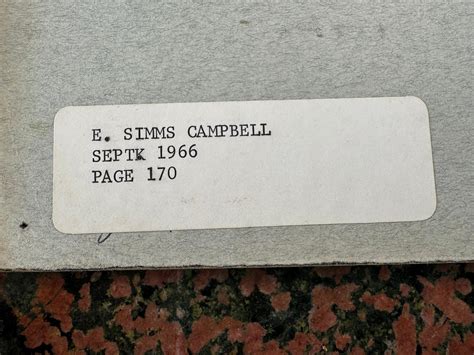 E. SIMMS CAMPBELL
SEPTK 1966
PAGE 170